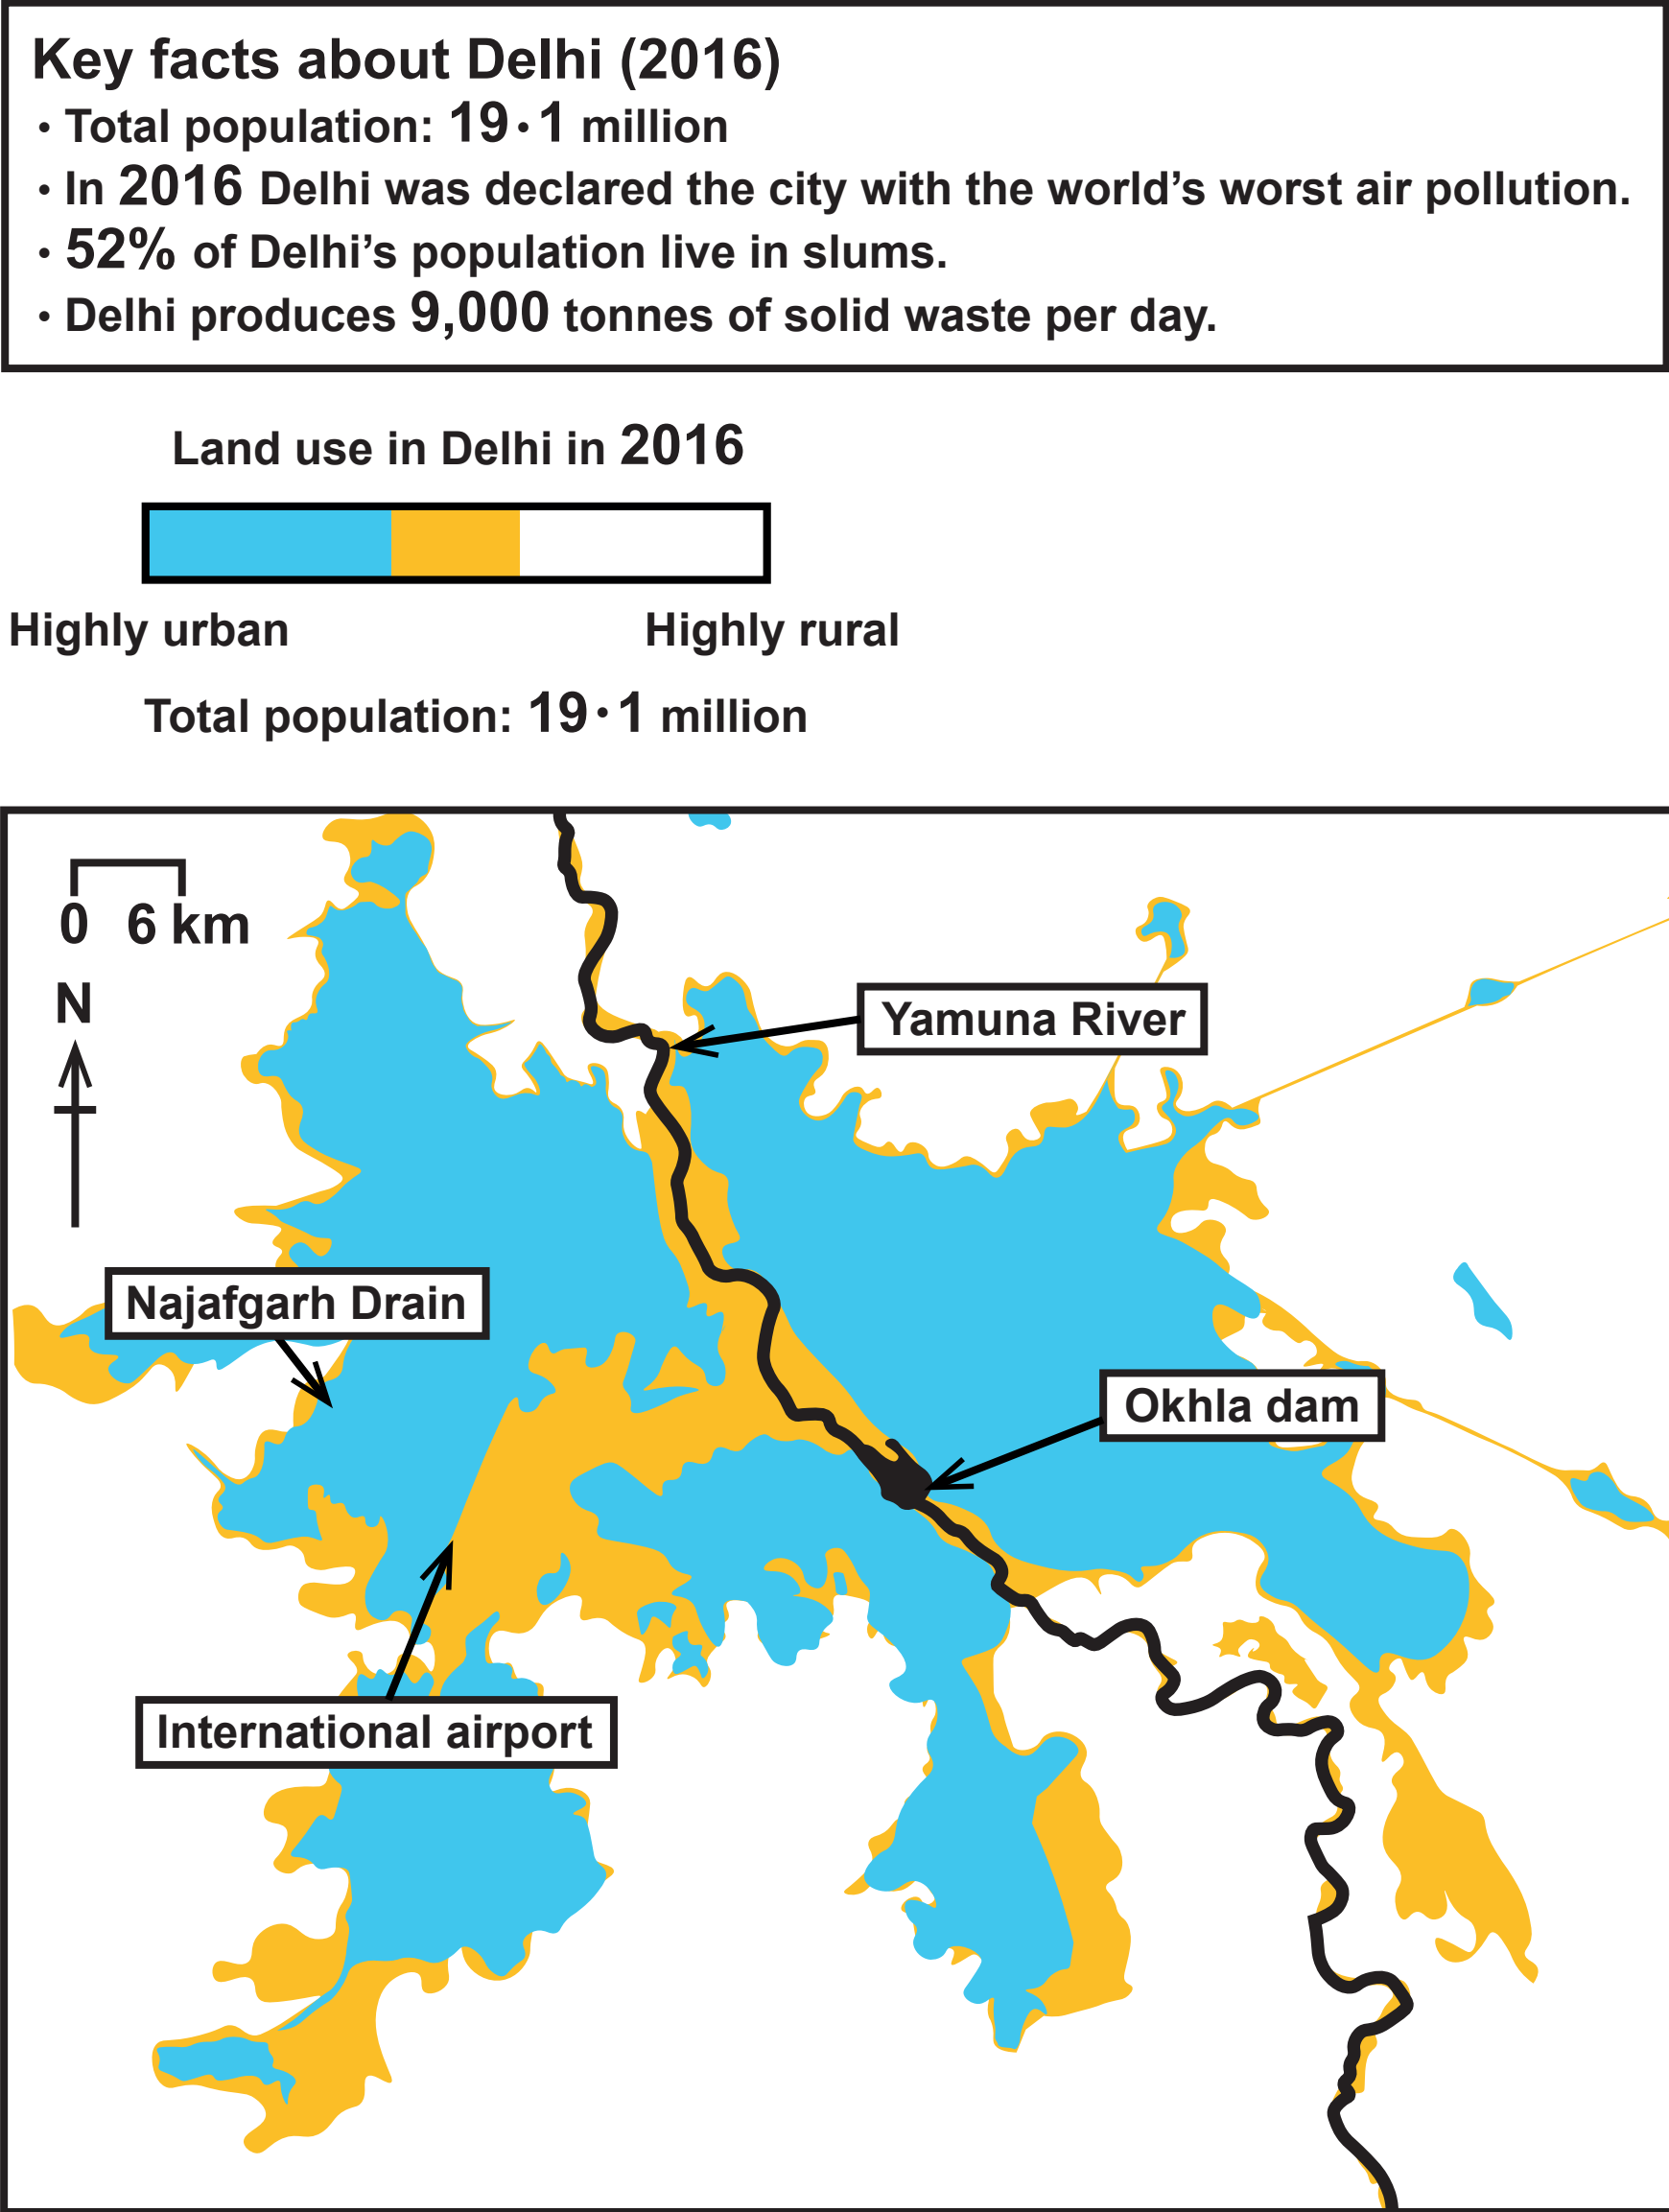 Key facts about Delhi (2016)
• Total population: 19·1 million
• In 2016 Delhi was declared the city with the world’s worst air pollution.
• 52% of Delhi’s population live in slums.
• Delhi produces 9,000 tonnes of solid waste per day.
Land use in Delhi in 2016
Highly urban Highly rural
Total population: 19·1 million
0 6 km
N
Yamuna River
Najafgarh Drain
Okhla dam
International airport